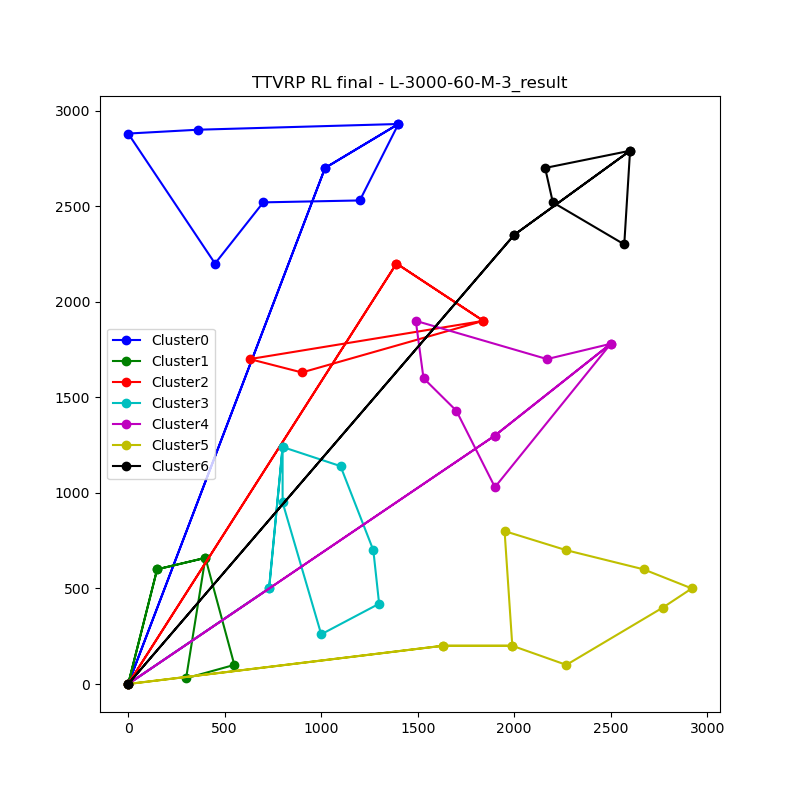 TTVRP RL final - L-3000-60-M-3_result
3000
2500
2000
1500
1000
500
0
Cluster0
Cluster1
Cluster2
Cluster3
Cluster4
Cluster5
Cluster6
0 500 1000 1500 2000 2500 3000